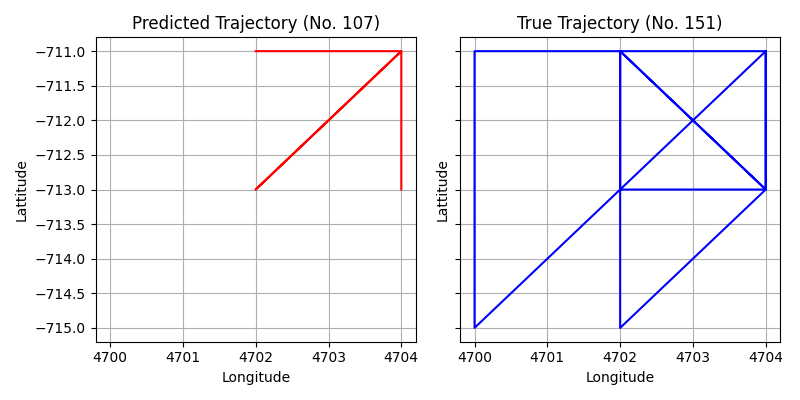 Predicted Trajectory (No. 107)
True Trajectory (No. 151)
Lattitude
−711.0
−711.5
−712.0
−712.5
−713.0
−713.5
−714.0
−714.5
−715.0
4700 4701 4702 4703 4704
Longitude
Lattitude
4700 4701 4702 4703 4704
Longitude